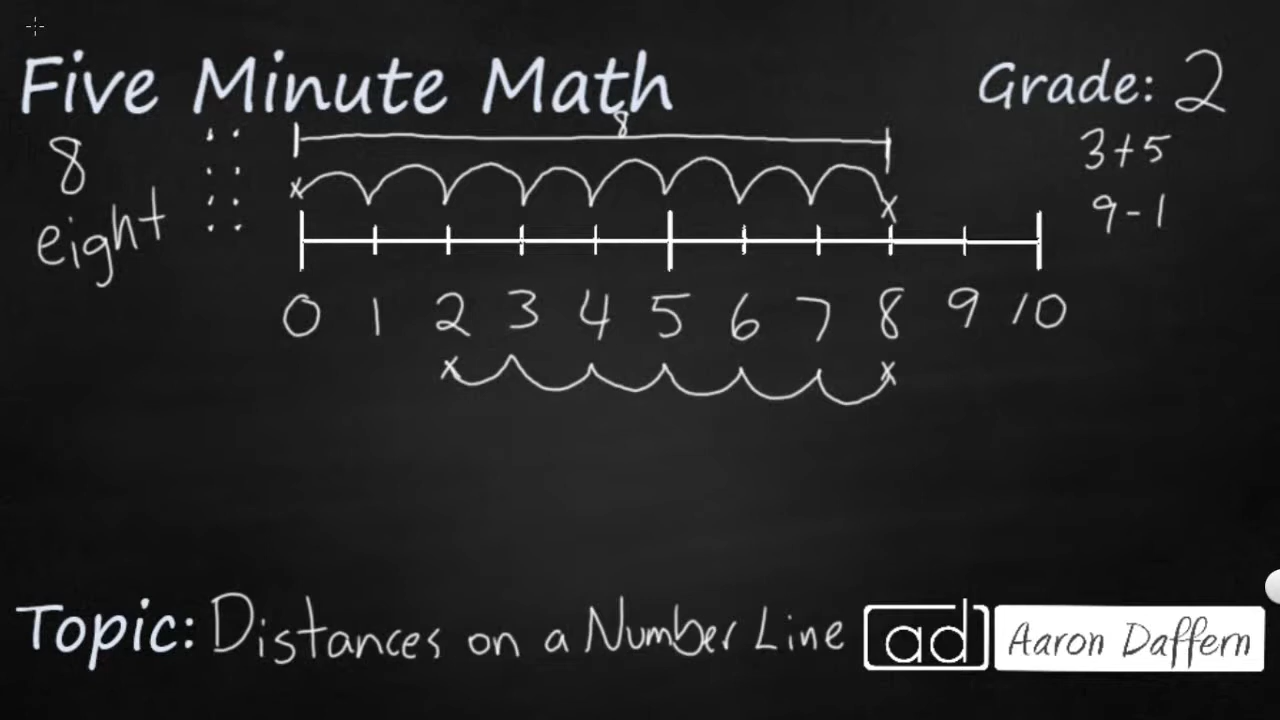 Five Minute Math
Grade: 2
8
8
3+5
eight
9-1
x x
0 1 2 3 4 5 6 7 8 9 10
x x
Topic: Distances on a Number Line
ad Aaron Daffern